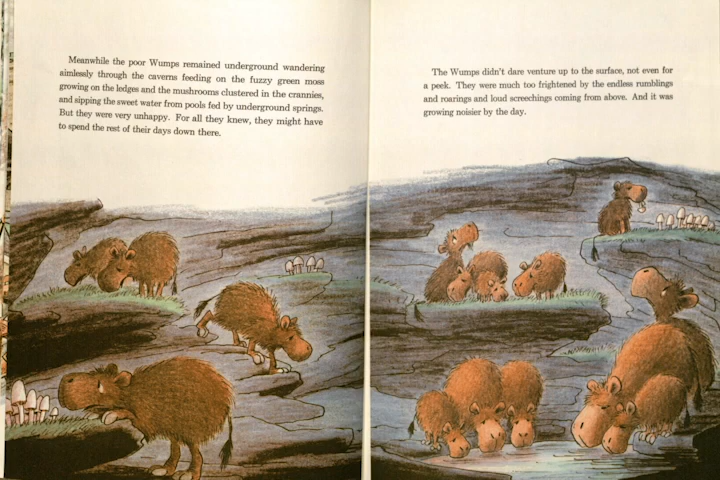 Meanwhile the poor Wumps remained underground wandering
aimlessly through the caverns feeding on the fuzzy green moss
growing on the ledges and the mushrooms clustered in the crannies,
and sipping the sweet water from pools fed by underground springs.
But they were very unhappy. For all they knew, they might have
to spend the rest of their days down there.
The Wumps didn't dare venture up to the surface, not even for
a peek. They were much too frightened by the endless rumblings
and roarings and loud screechings coming from above. And it was
growing noisier by the day.